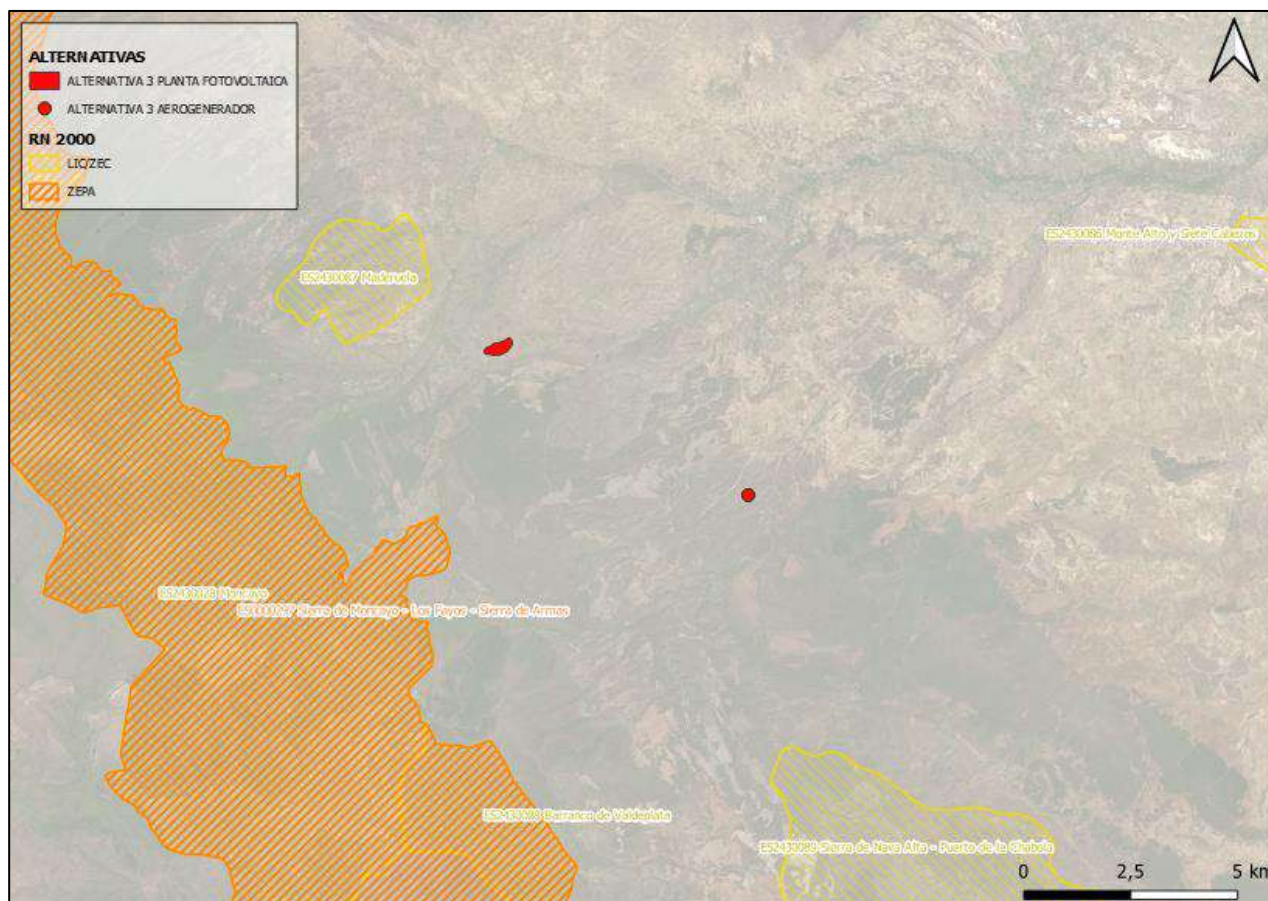 ALTERNATIVAS
ALTERNATIVA 3 PLANTA FOTOVOLTAICA
ALTERNATIVA 3 AEROGENERADOR
RN 2000
LIC/ZEC
ZEPA
ES2430087 Maderuela
ES2430086 Monte Alto y Siete Cabezos
ES2430028 Moncayo
ES0000297 Sierra de Moncayo - Los Fayos - Sierra de Armas
ES2430088 Barranco de Valdeplata
ES2430089 Sierra de Nava Alta - Puerto de la Chabola
0 2,5 5 km